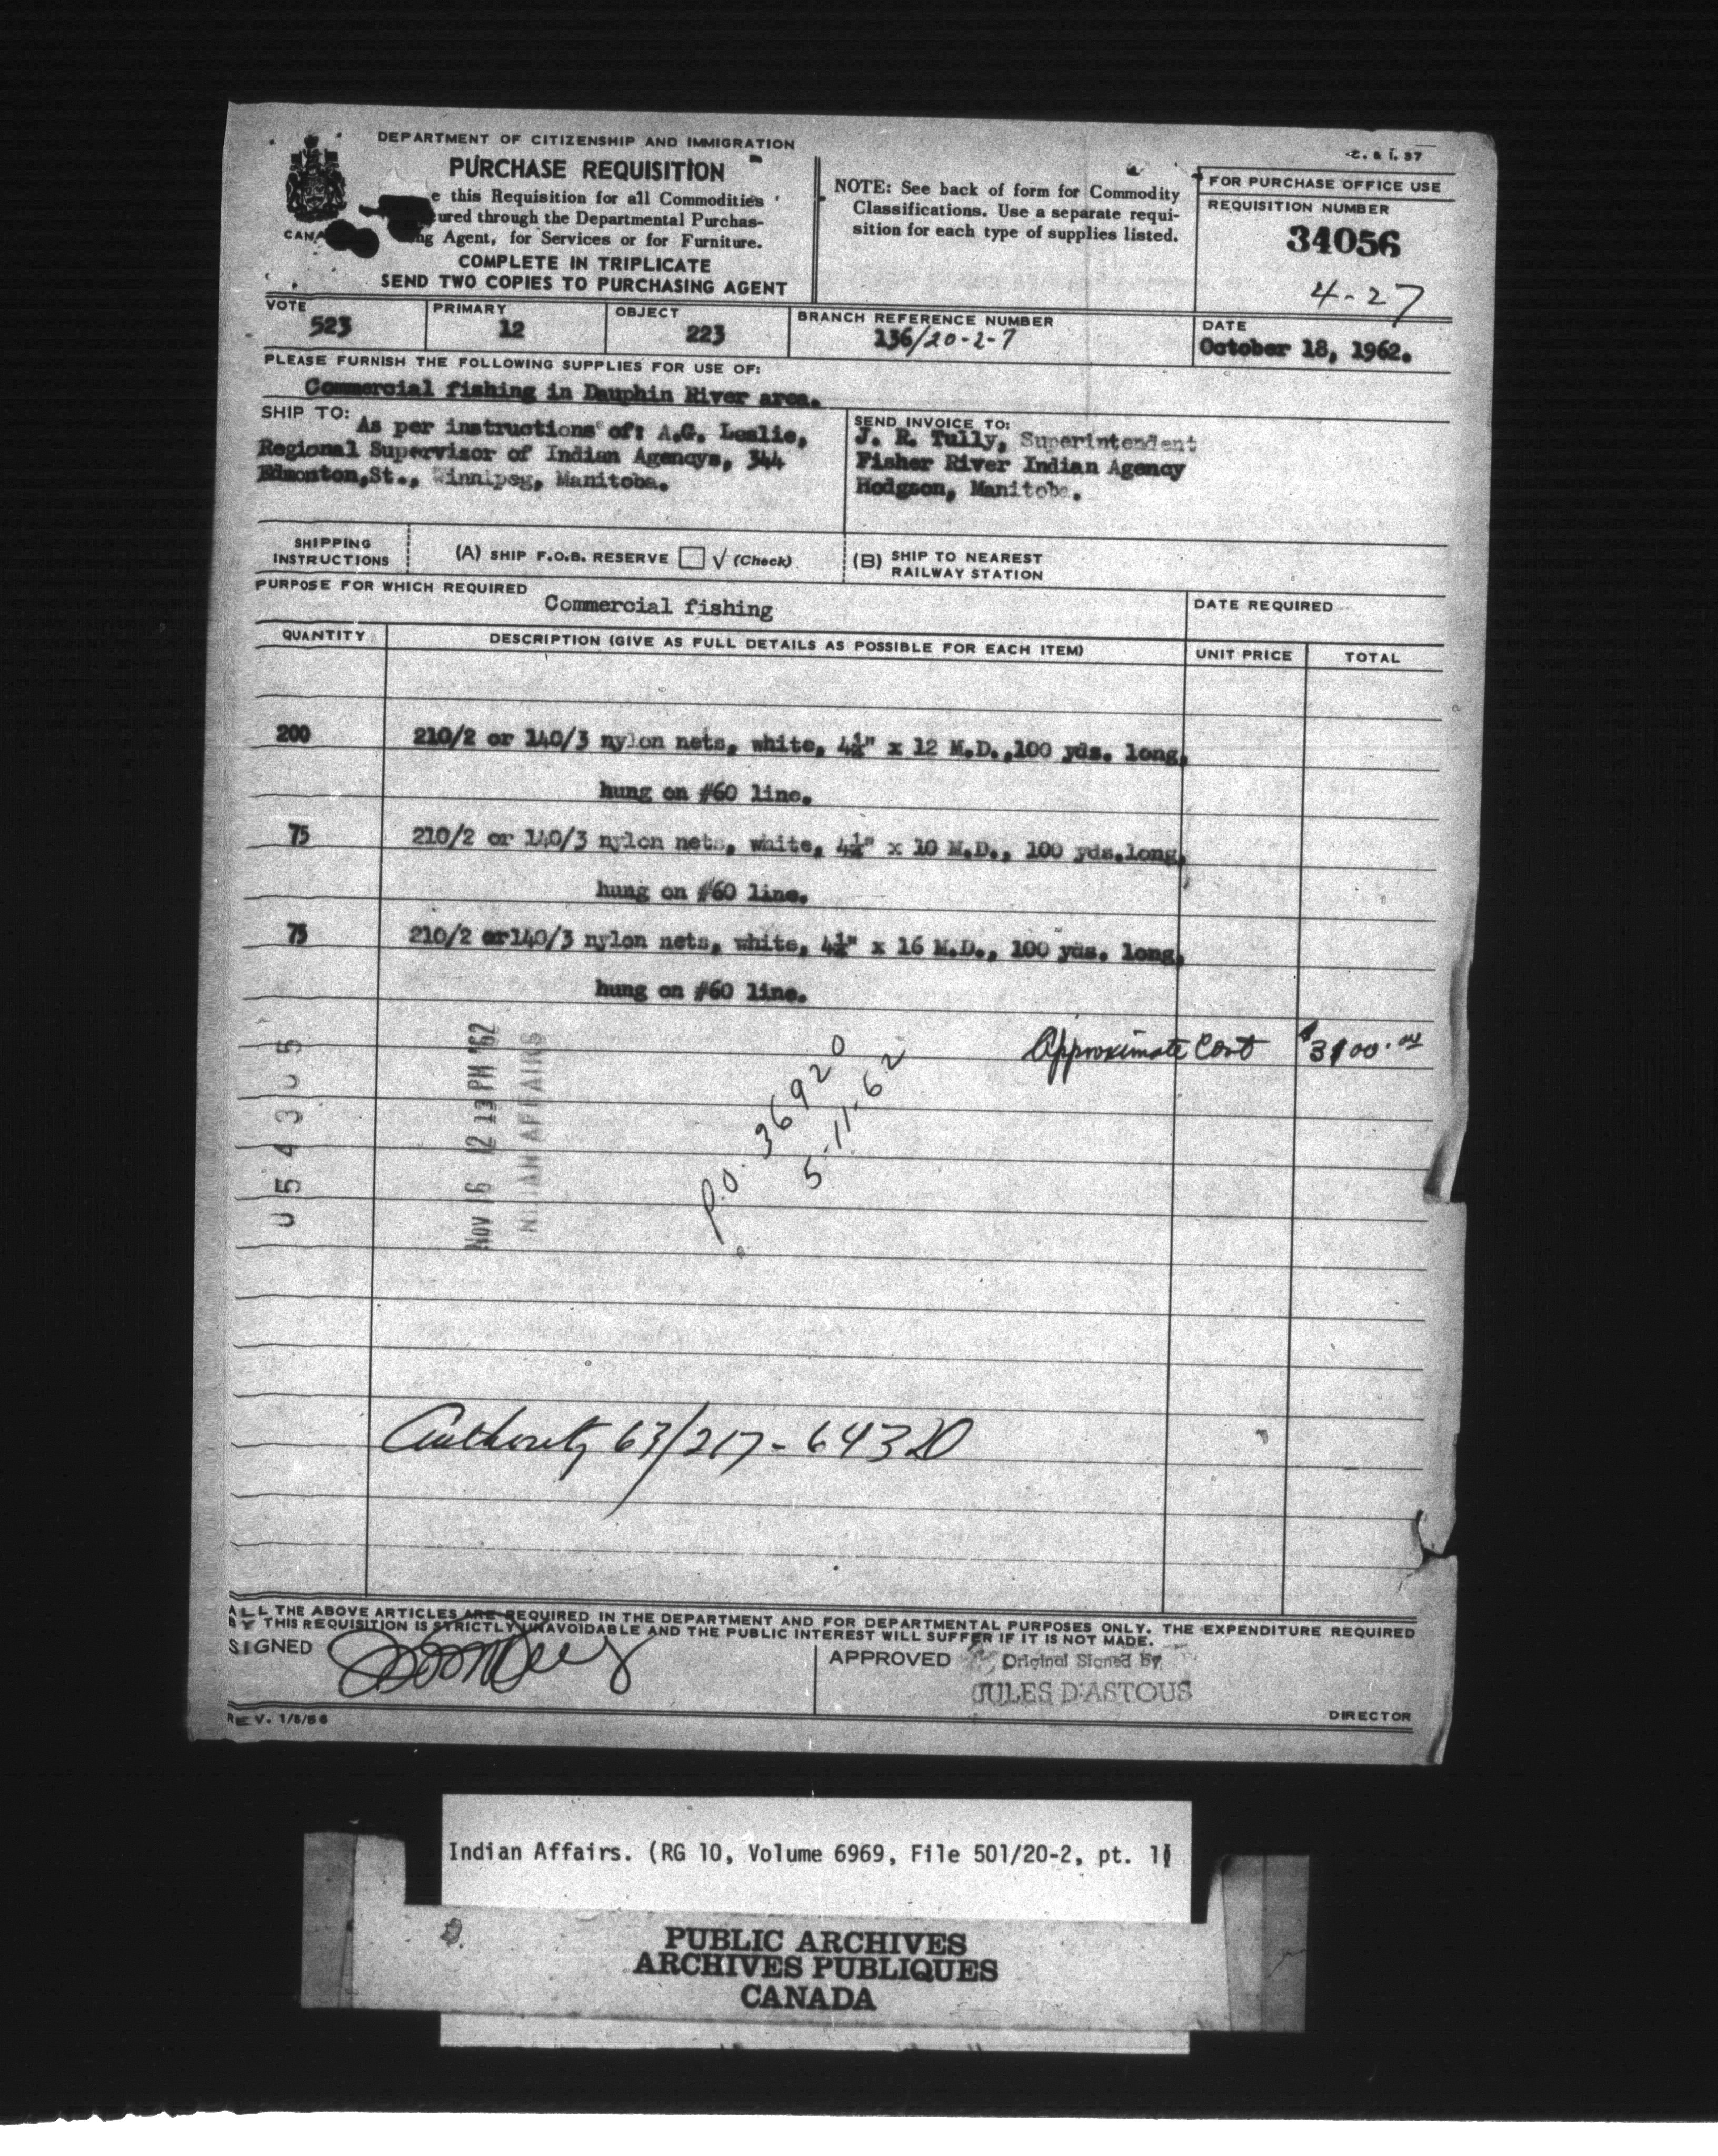 DEPARTMENT OF CITIZENSHIP AND IMMIGRATION
PURCHASE REQUISITION
e this Requisition for all Commodities
ured through the Departmental Purchas-
ng Agent, for Services or for Furniture.
COMPLETE IN TRIPLICATE
SEND TWO COPIES TO PURCHASING AGENT
CANA
NOTE: See back of form for Commodity
Classifications. Use a separate requi-
sition for each type of supplies listed.
C. & I. 37
FOR PURCHASE OFFICE USE
REQUISITION NUMBER
34056
4-27
VOTE
523
PRIMARY
12
OBJECT
223
BRANCH REFERENCE NUMBER
136/20-2-7
DATE
October 18, 1962.
PLEASE FURNISH THE FOLLOWING SUPPLIES FOR USE OF:
Commercial fishing in Dauphin River area.
SHIP TO: As per instructions of: A.G. Leslie,
Regional Supervisor of Indian Agencys, 344
Edmonton,St., Winnipeg, Manitoba.
SEND INVOICE TO:
J. R. Tully, Superintendent
Fisher River Indian Agency
Hodgson, Manitoba.
SHIPPING
INSTRUCTIONS
(A) SHIP F.O.B. RESERVE √ (Check)
(B) SHIP TO NEAREST
RAILWAY STATION
PURPOSE FOR WHICH REQUIRED
Commercial fishing
DATE REQUIRED
QUANTITY
DESCRIPTION (GIVE AS FULL DETAILS AS POSSIBLE FOR EACH ITEM)
UNIT PRICE
TOTAL
200 210/2 or 140/3 nylon nets, white, 4¼" x 12 M.D.,100 yds. long,
hung on #60 line.
75 210/2 or 140/3 nylon nets, white, 4¼" x 10 M.D., 100 yds.long,
hung on #60 line.
75 210/2 or140/3 nylon nets, white, 4¼" x 16 M.D., 100 yds. long,
hung on #60 line.
Approximate Cost
NOV 16 12 13 PM '62
AFFAIRS
P.O. 36920
5-11-62
Authority 63/217-6432D
ALL THE ABOVE ARTICLES ARE REQUIRED IN THE DEPARTMENT AND FOR DEPARTMENTAL PURPOSES ONLY. THE EXPENDITURE REQUIRED
BY THIS REQUISITION IS STRICTLY UNAVOIDABLE AND THE PUBLIC INTEREST WILL SUFFER IF IT IS NOT MADE.
SIGNED
APPROVED
Original Signed by
JULES D'ASTOUS
DIRECTOR
REV. 1/5/56
Indian Affairs. (RG 10, Volume 6969, File 501/20-2, pt. 1
PUBLIC ARCHIVES
ARCHIVES PUBLIQUES
CANADA